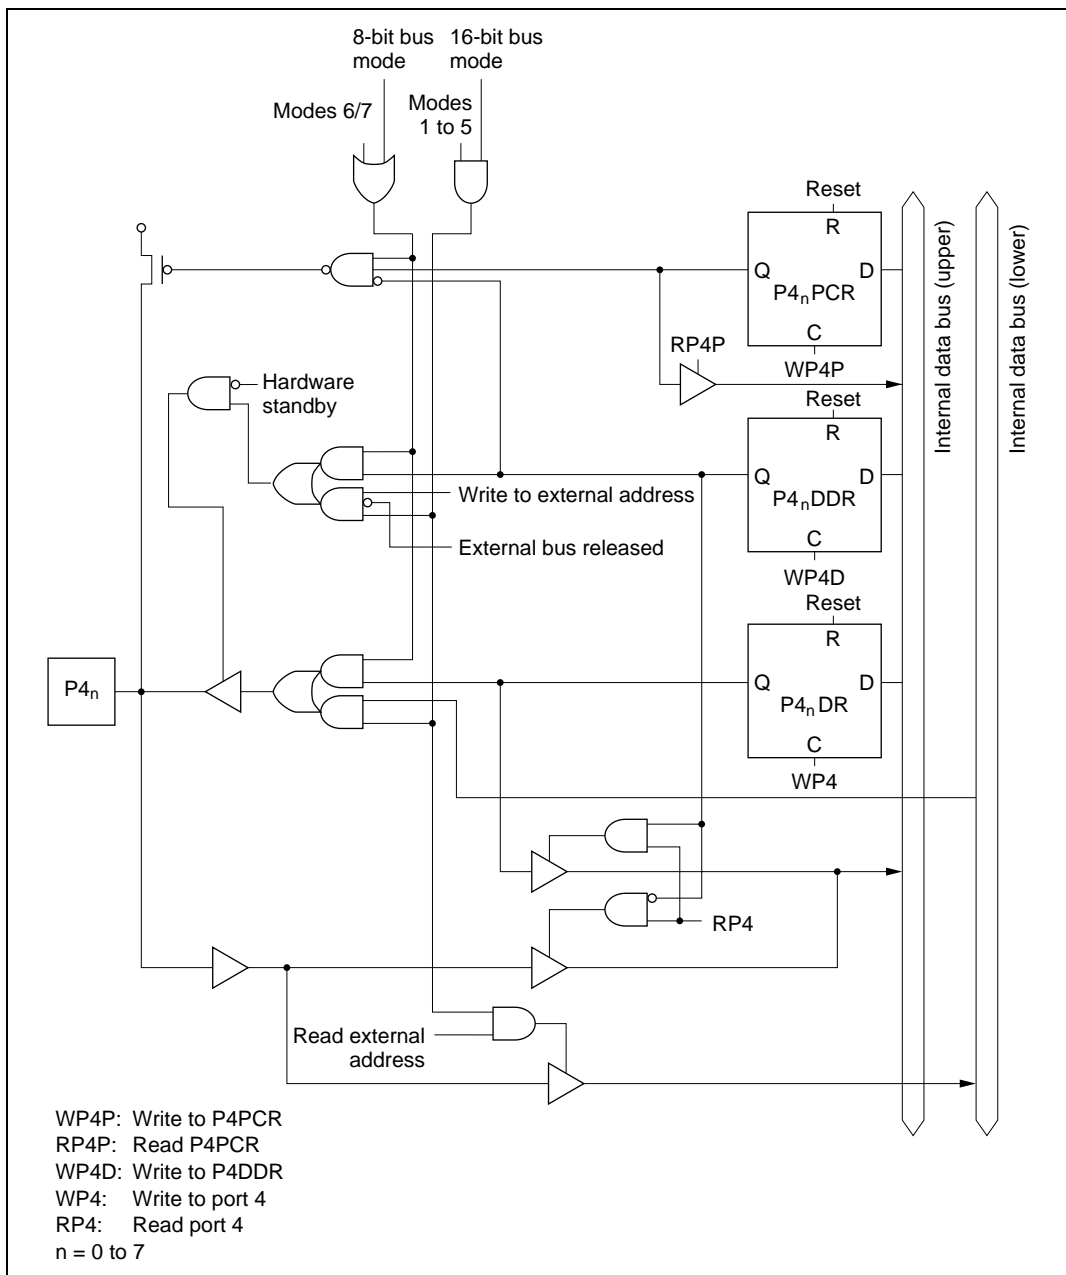 8-bit bus
mode
16-bit bus
mode
Modes 6/7
Modes
1 to 5
Reset
R
Q
D
P4nPCR
C
WP4P
RP4P
Hardware
standby
Reset
R
Q
D
P4nDDR
C
WP4D
Write to external address
External bus released
Reset
R
Q
D
P4nDR
C
WP4
P4n
RP4
Read external
address
Internal data bus (upper)
Internal data bus (lower)
WP4P: Write to P4PCR
RP4P: Read P4PCR
WP4D: Write to P4DDR
WP4: Write to port 4
RP4: Read port 4
n = 0 to 7